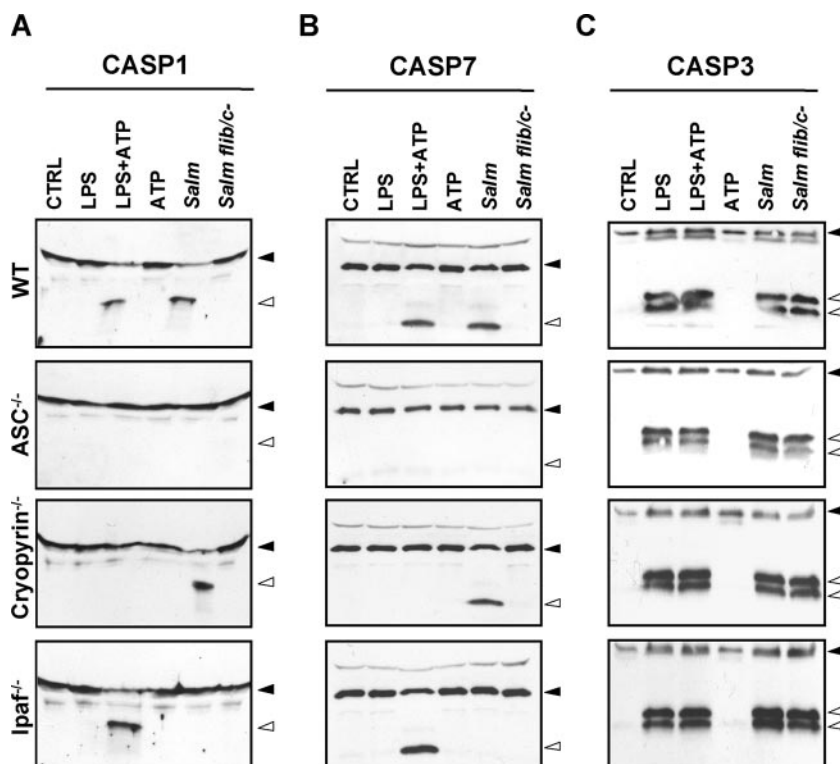 A B C
CASP1 CASP7 CASP3
CTRL LPS LPS+ATP ATP Salm Salm flib/c- CTRL LPS LPS+ATP ATP Salm Salm flib/c- CTRL LPS LPS+ATP ATP Salm Salm flib/c-
WT
ASC-/-
Cryopyrin-/-
Ipaf-/-